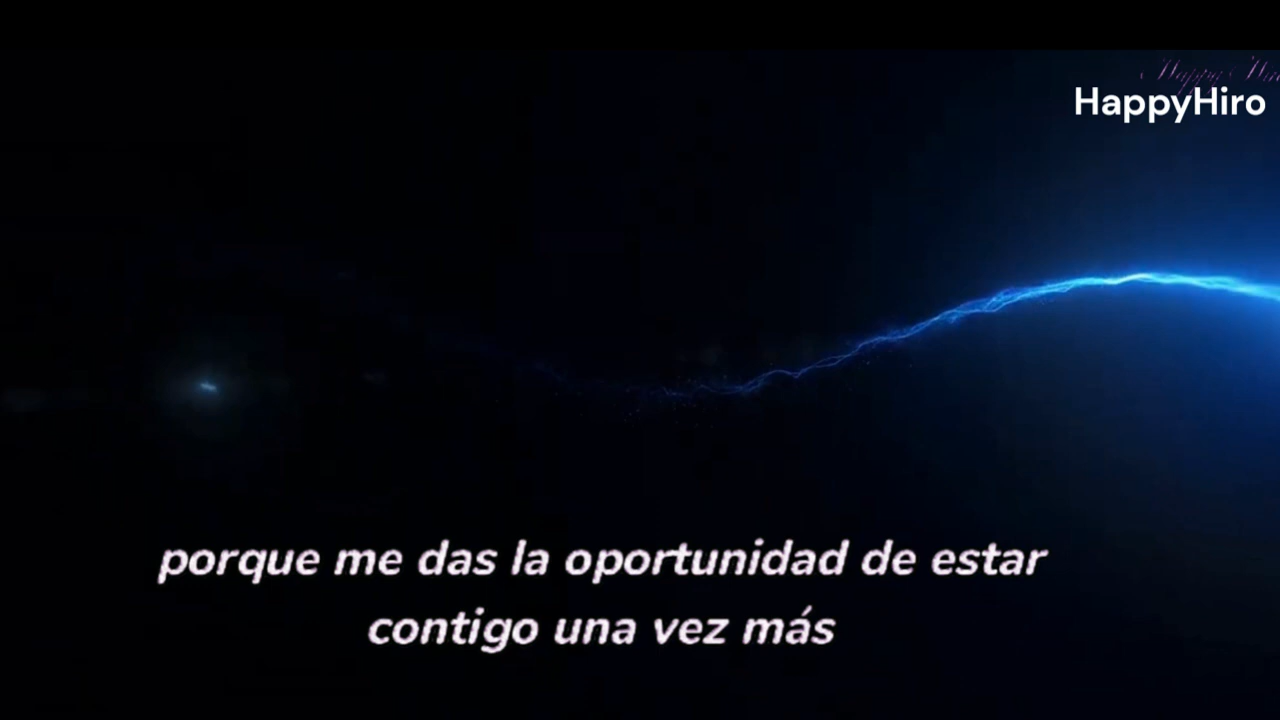 HappyHiro
porque me das la oportunidad de estar
contigo una vez más